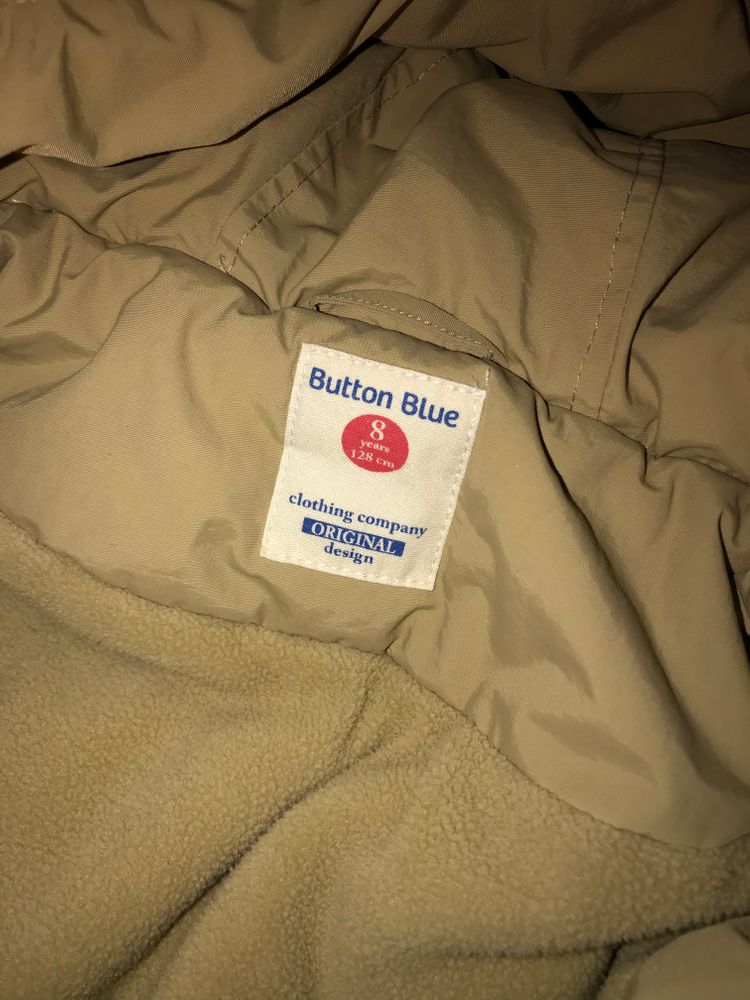 Button Blue
8
years
128 cm
clothing company
ORIGINAL
design